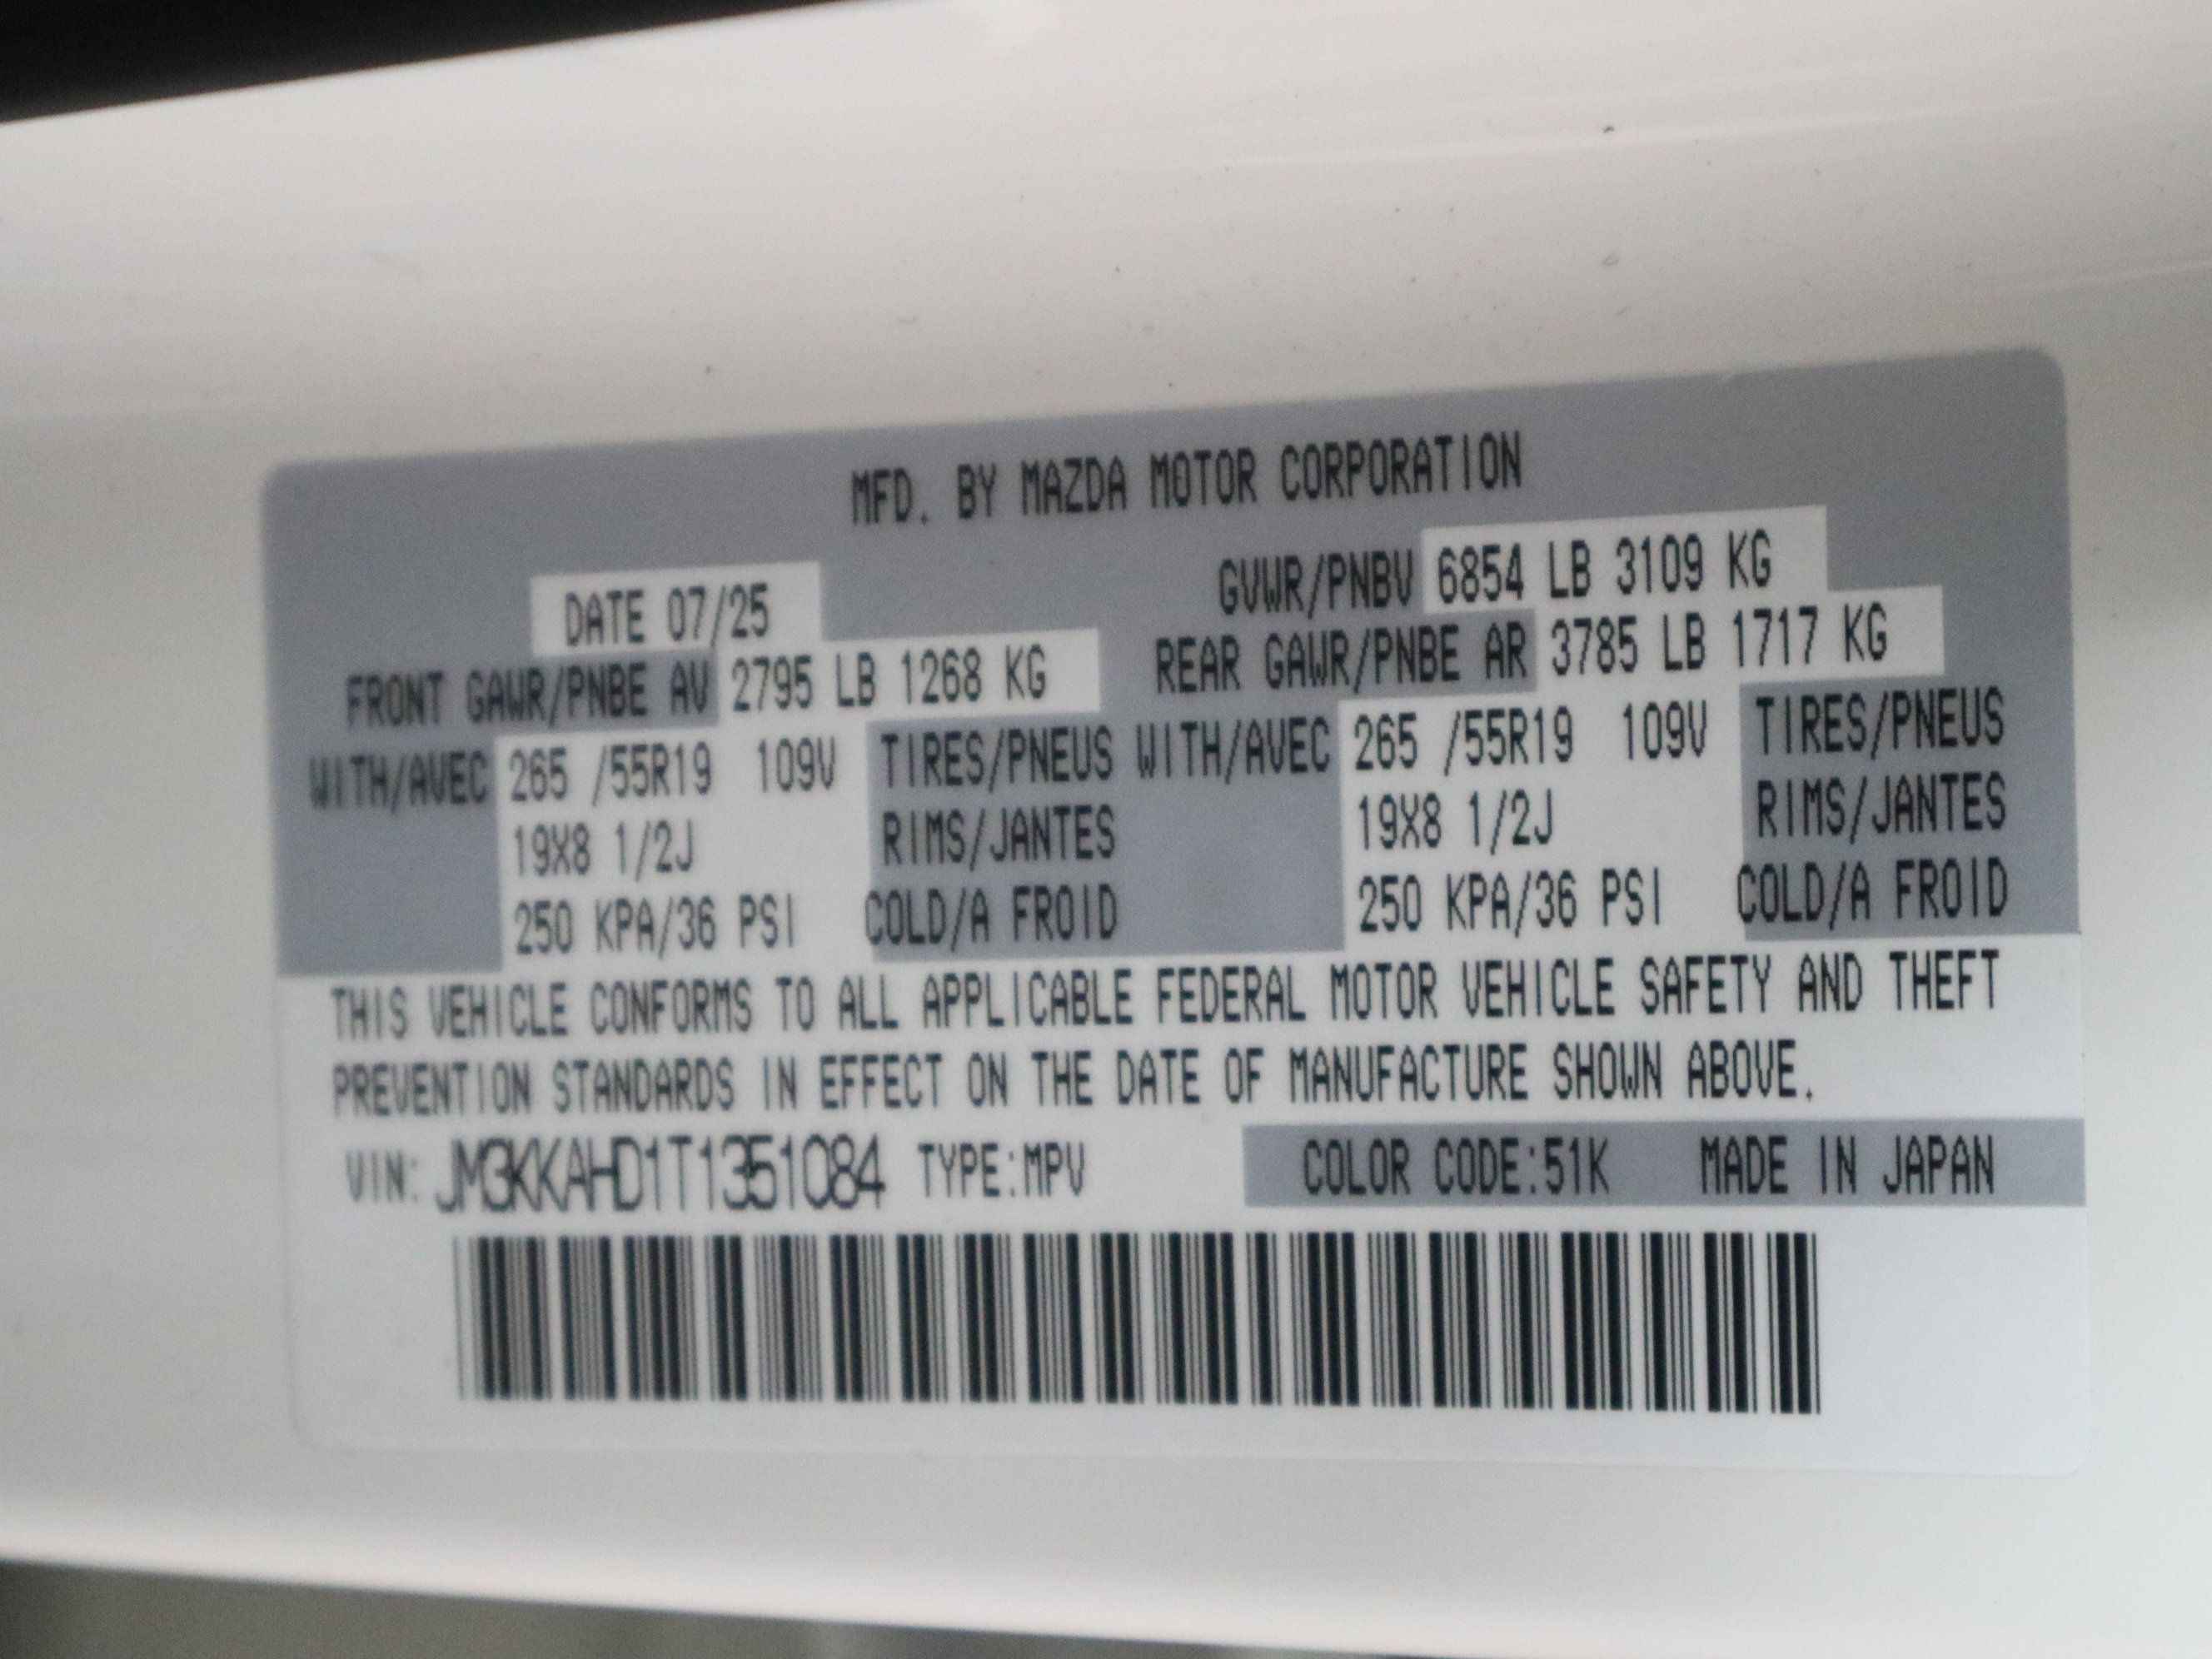 MFD. BY MAZDA MOTOR CORPORATION
DATE 07/25 GVWR/PNBV 6854 LB 3109 KG
FRONT GAWR/PNBE AV 2795 LB 1268 KG REAR GAWR/PNBE AR 3785 LB 1717 KG
WITH/AVEC 265 /55R19 109V TIRES/PNEUS WITH/AVEC 265 /55R19 109V TIRES/PNEUS
19X8 1/2J RIMS/JANTES 19X8 1/2J RIMS/JANTES
250 KPA/36 PSI COLD/A FROID 250 KPA/36 PSI COLD/A FROID
THIS VEHICLE CONFORMS TO ALL APPLICABLE FEDERAL MOTOR VEHICLE SAFETY AND THEFT
PREVENTION STANDARDS IN EFFECT ON THE DATE OF MANUFACTURE SHOWN ABOVE.
VIN: JM3KKAHD1T1351084 TYPE:MPV COLOR CODE:51K MADE IN JAPAN